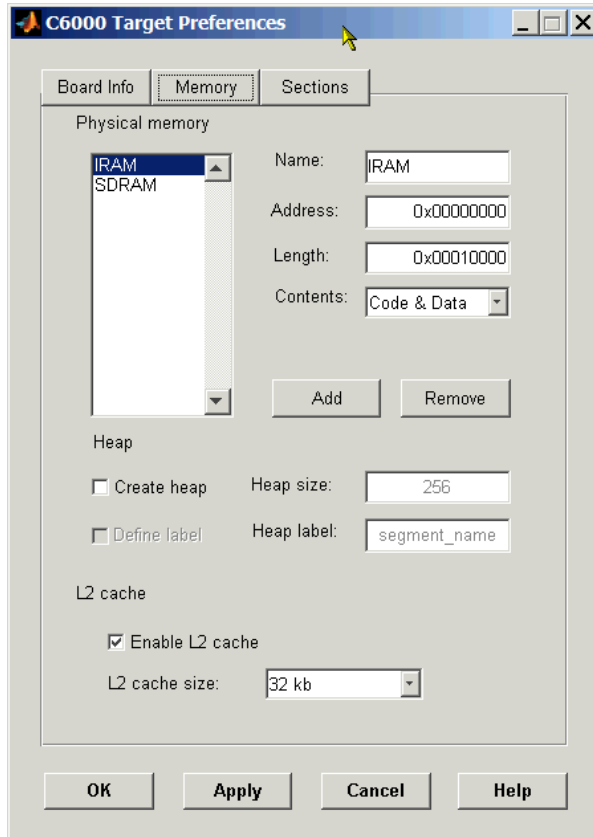 C6000 Target Preferences
Board Info Memory Sections
Physical memory
IRAM
SDRAM
Name: IRAM
Address: 0x00000000
Length: 0x00010000
Contents: Code & Data
Add Remove
Heap
Create heap Heap size: 256
Define label Heap label: segment_name
L2 cache
Enable L2 cache
L2 cache size: 32 kb
OK Apply Cancel Help